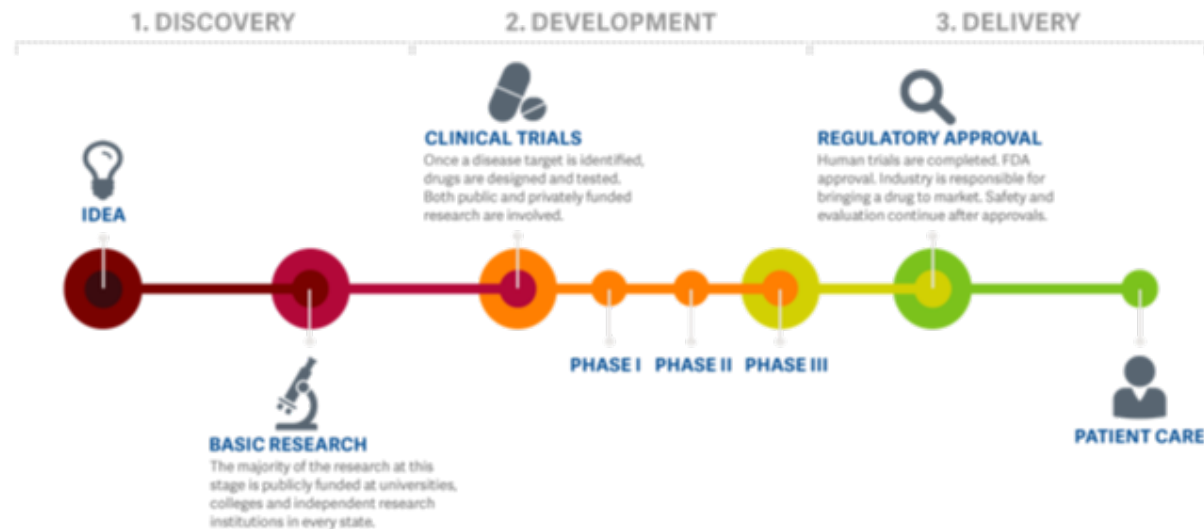 1. DISCOVERY
2. DEVELOPMENT
3. DELIVERY
IDEA
BASIC RESEARCH
The majority of the research at this
stage is publicly funded at universities,
colleges and independent research
institutions in every state.
CLINICAL TRIALS
Once a disease target is identified,
drugs are designed and tested.
Both public and privately funded
research are involved.
PHASE I
PHASE II
PHASE III
REGULATORY APPROVAL
Human trials are completed. FDA
approval. Industry is responsible for
bringing a drug to market. Safety and
evaluation continue after approvals.
PATIENT CARE